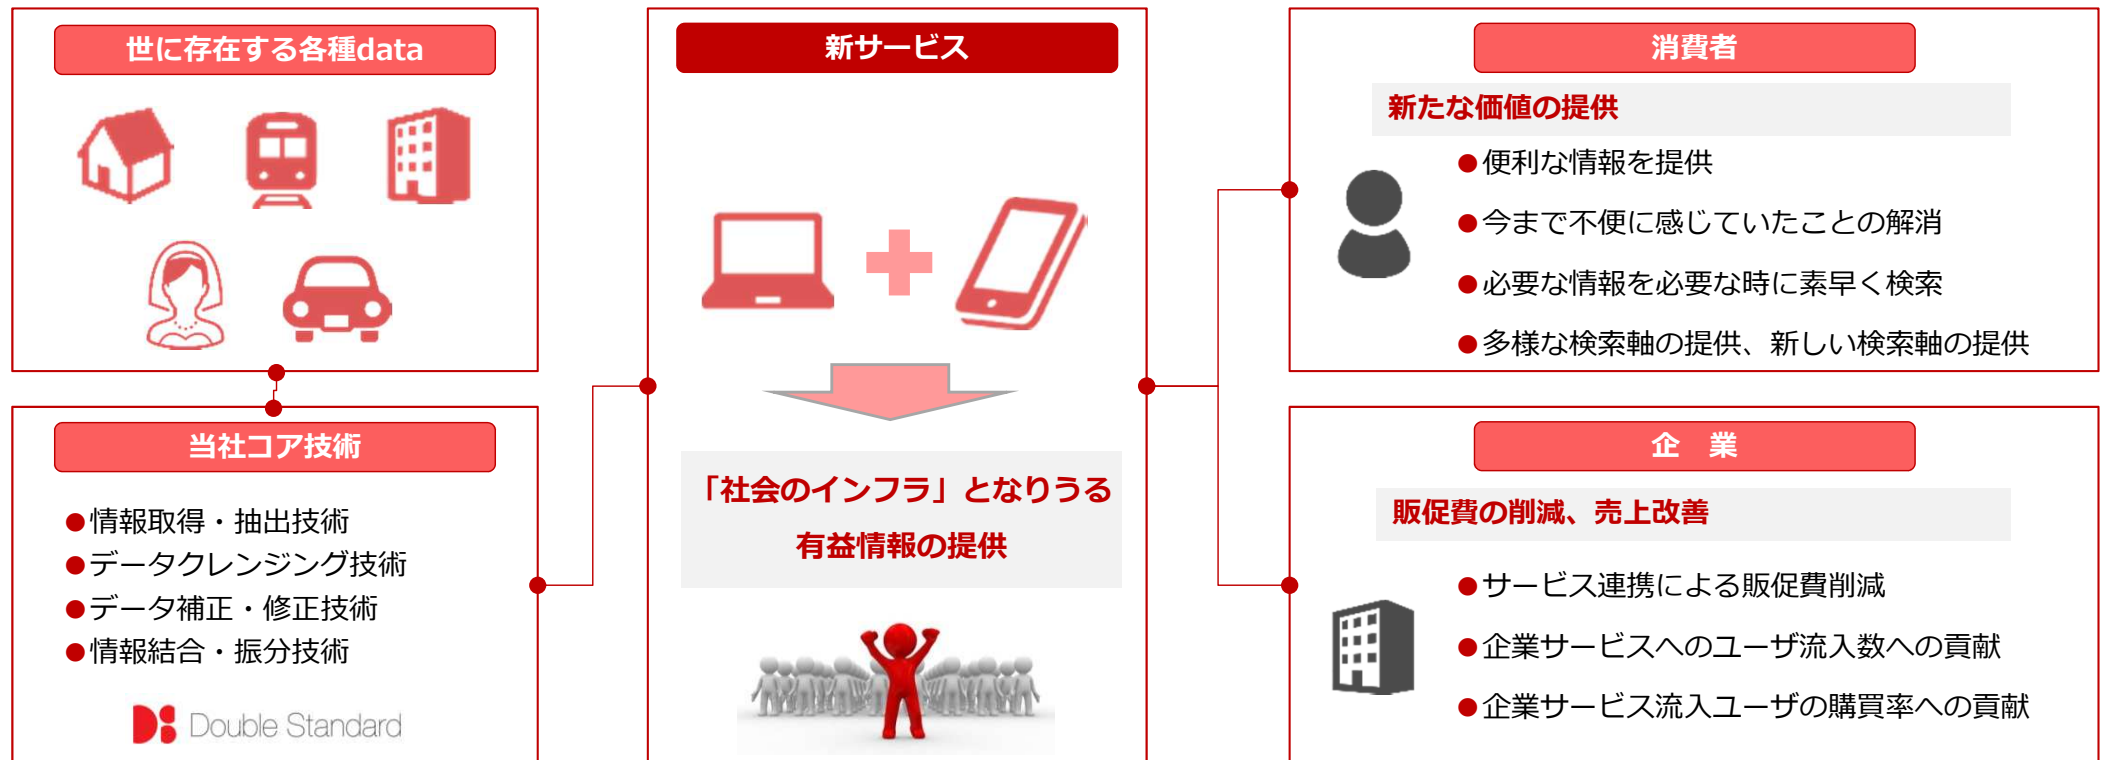 世に存在する各種data
当社コア技術
●情報取得・抽出技術
●データクレンジング技術
●データ補正・修正技術
●情報結合・振分技術
Double Standard
新サービス
「社会のインフラ」となりうる
有益情報の提供
消費者
新たな価値の提供
●便利な情報を提供
●今まで不便に感じていたことの解消
●必要な情報を必要な時に素早く検索
●多様な検索軸の提供、新しい検索軸の提供
企　業
販促費の削減、売上改善
●サービス連携による販促費削減
●企業サービスへのユーザ流入数への貢献
●企業サービス流入ユーザの購買率への貢献